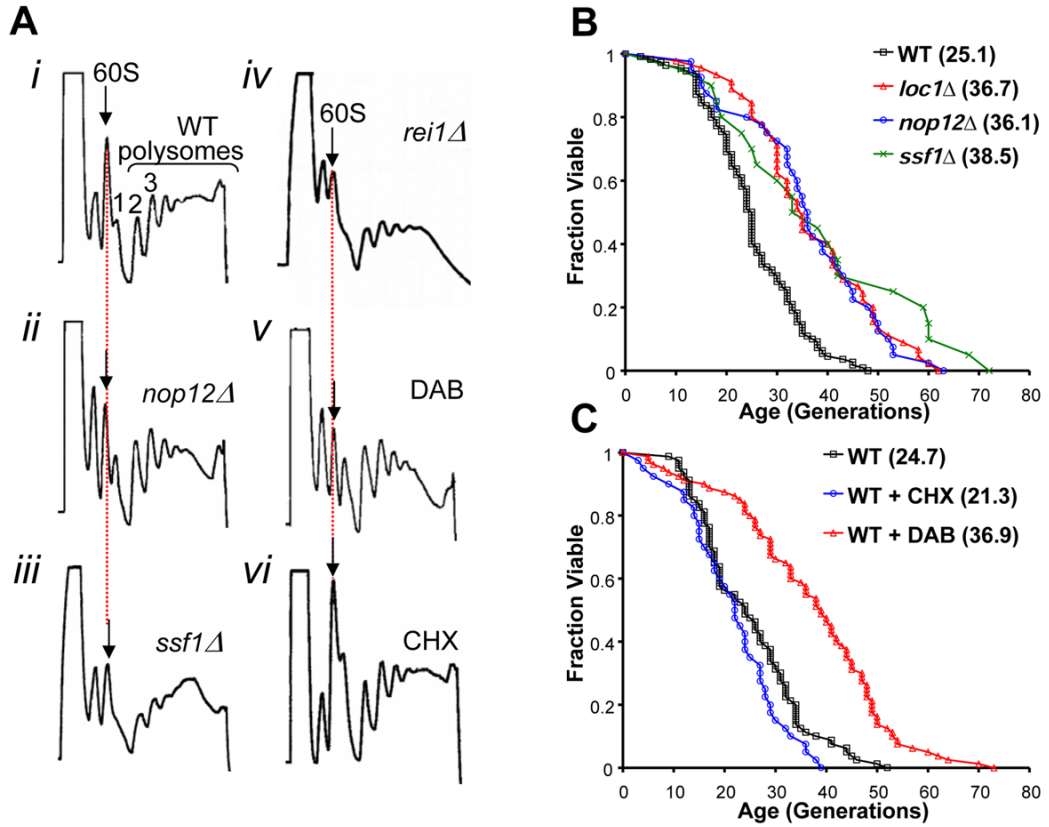 A
i
60S
WT
polysomes
1 2 3
ii
nop12Δ
iii
ssf1Δ
iv
60S
rei1Δ
v
DAB
vi
CHX
B
WT (25.1)
loc1Δ (36.7)
nop12Δ (36.1)
ssf1Δ (38.5)
Fraction Viable
1
0.8
0.6
0.4
0.2
0
0 10 20 30 40 50 60 70 80
Age (Generations)
C
WT (24.7)
WT + CHX (21.3)
WT + DAB (36.9)
Fraction Viable
1
0.8
0.6
0.4
0.2
0
0 10 20 30 40 50 60 70 80
Age (Generations)